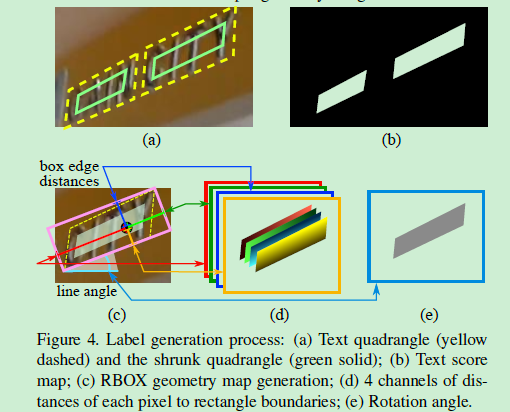 (a)
(b)
box edge
distances
line angle
(c)
(d)
(e)
Figure 4. Label generation process: (a) Text quadrangle (yellow
dashed) and the shrunk quadrangle (green solid); (b) Text score
map; (c) RBOX geometry map generation; (d) 4 channels of dis-
tances of each pixel to rectangle boundaries; (e) Rotation angle.